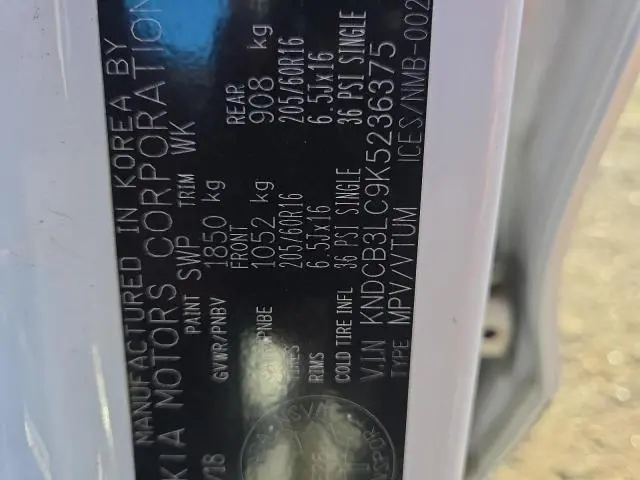 MANUFACTURED IN KOREA BY
KIA MOTORS CORPORATION
/18 PAINT SWP TRIM WK
GVWR/PNBV 1850 kg
FRONT REAR
PNBE 1052 kg 908 kg
205/60R16 205/60R16
RIMS 6.5Jx16 6.5Jx16
COLD TIRE INFL 36 PSI SINGLE 36 PSI SINGLE
V.I.N KNDCB3LC9K5236375
TYPE MPV/VTUM ICES/NMB-002